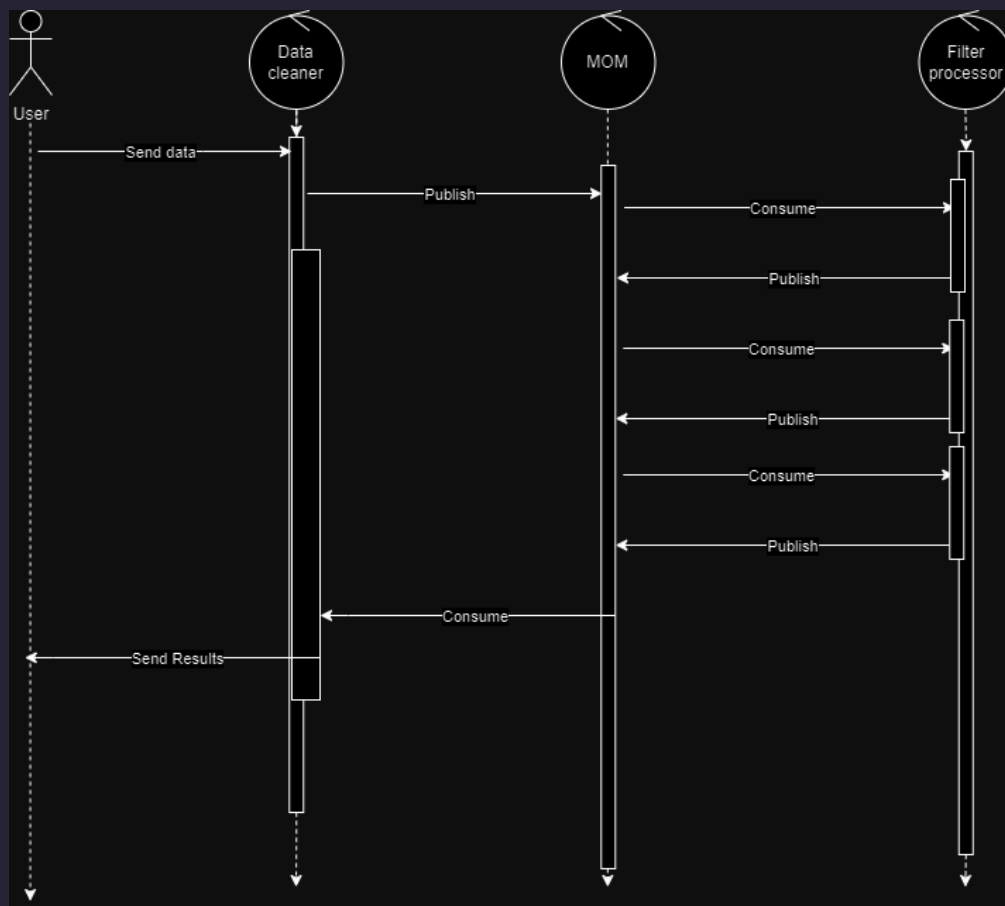 Data
cleaner
MOM
Filter
processor
User
Send data
Publish
Consume
Publish
Consume
Publish
Consume
Publish
Consume
Send Results